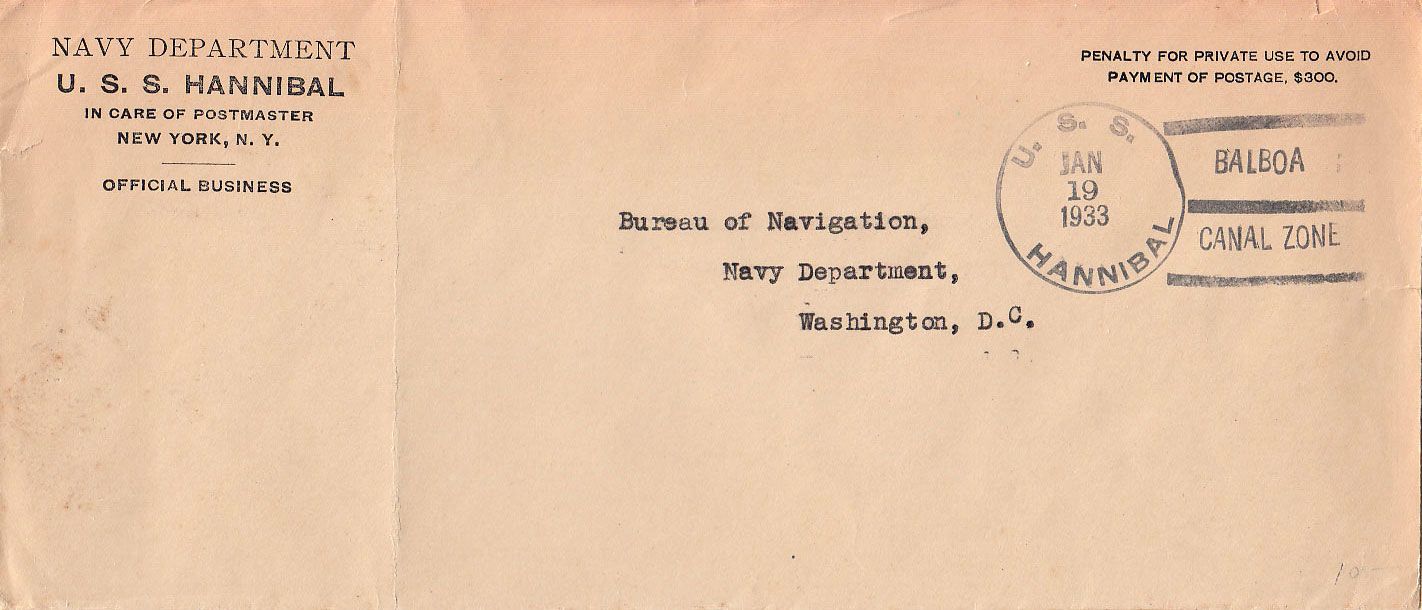 NAVY DEPARTMENT
U. S. S. HANNIBAL
IN CARE OF POSTMASTER
NEW YORK, N. Y.
OFFICIAL BUSINESS
PENALTY FOR PRIVATE USE TO AVOID
PAYMENT OF POSTAGE, $300.
U. S. S.
JAN
19
1933
HANNIBAL
BALBOA
CANAL ZONE
Bureau of Navigation,
Navy Department,
Washington, D.C.
10-